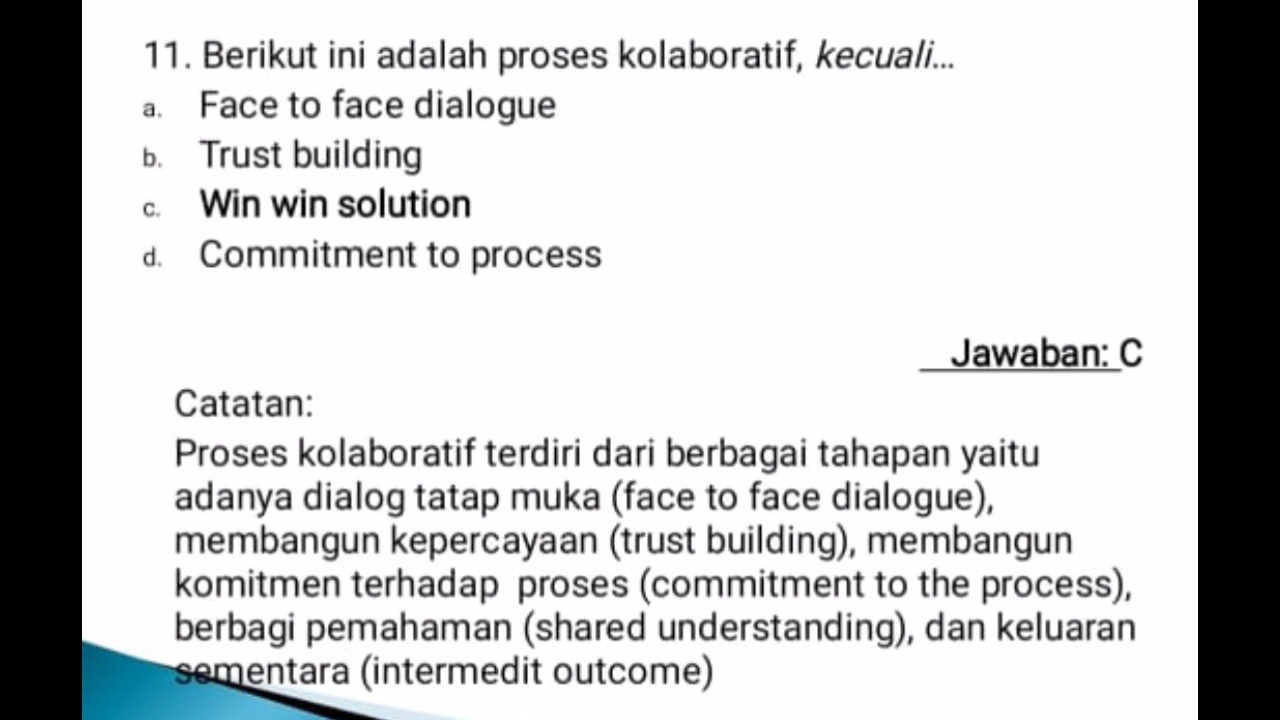 11. Berikut ini adalah proses kolaboratif, kecuali...
a. Face to face dialogue
b. Trust building
c. Win win solution
d. Commitment to process
Jawaban: C
Catatan:
Proses kolaboratif terdiri dari berbagai tahapan yaitu
adanya dialog tatap muka (face to face dialogue),
membangun kepercayaan (trust building), membangun
komitmen terhadap proses (commitment to the process),
berbagi pemahaman (shared understanding), dan keluaran
sementara (intermedit outcome)